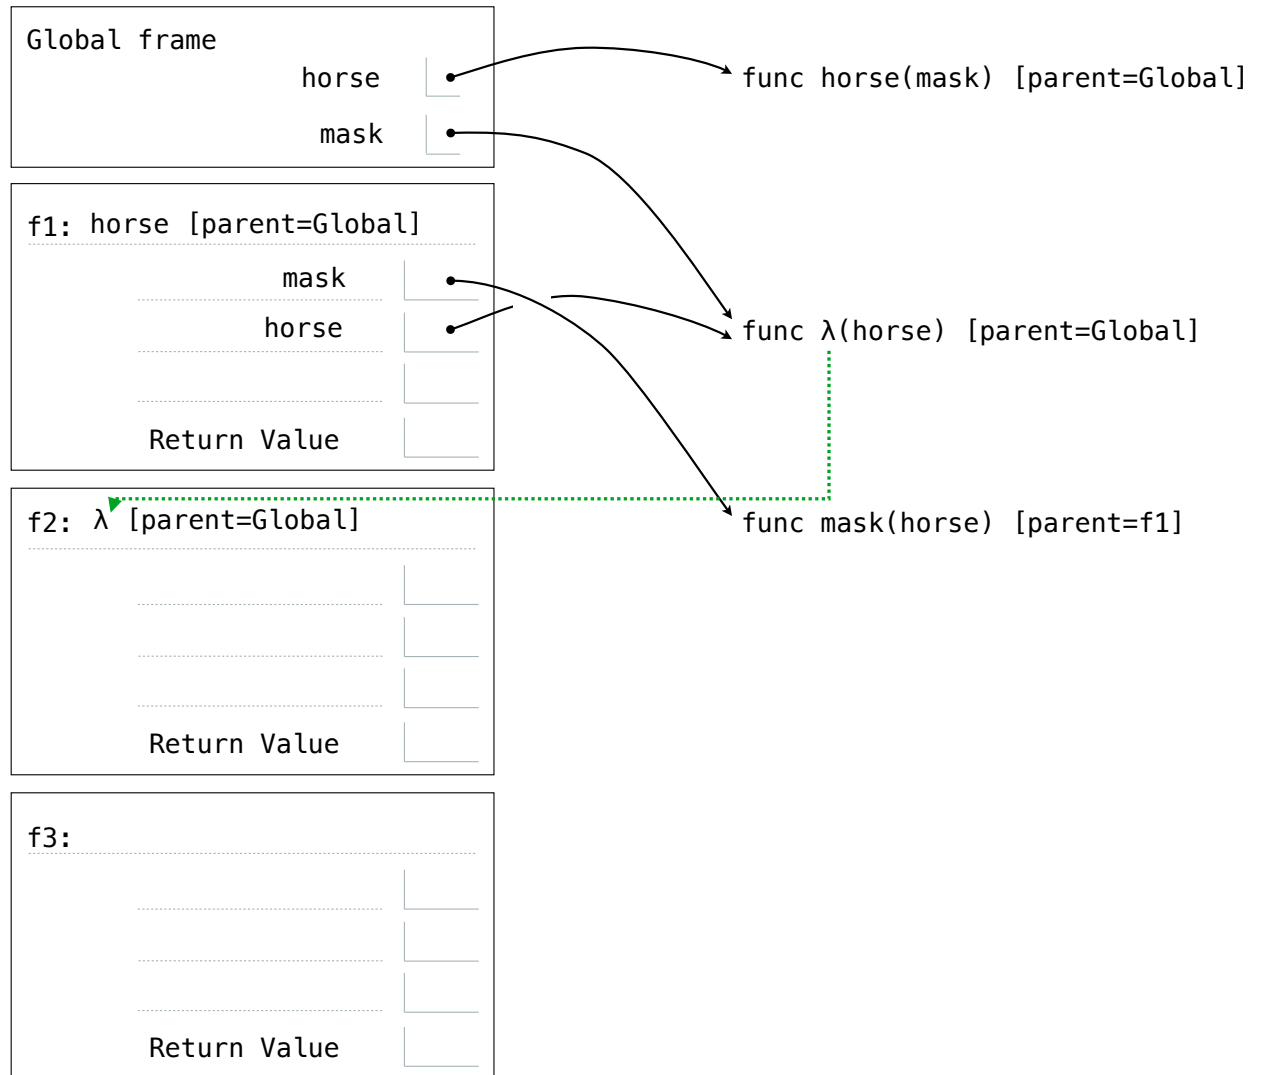 Global frame
horse
func horse(mask) [parent=Global]
mask
f1: horse [parent=Global]
mask
horse
func λ(horse) [parent=Global]
Return Value
f2: λ [parent=Global]
func mask(horse) [parent=f1]
Return Value
f3:
Return Value